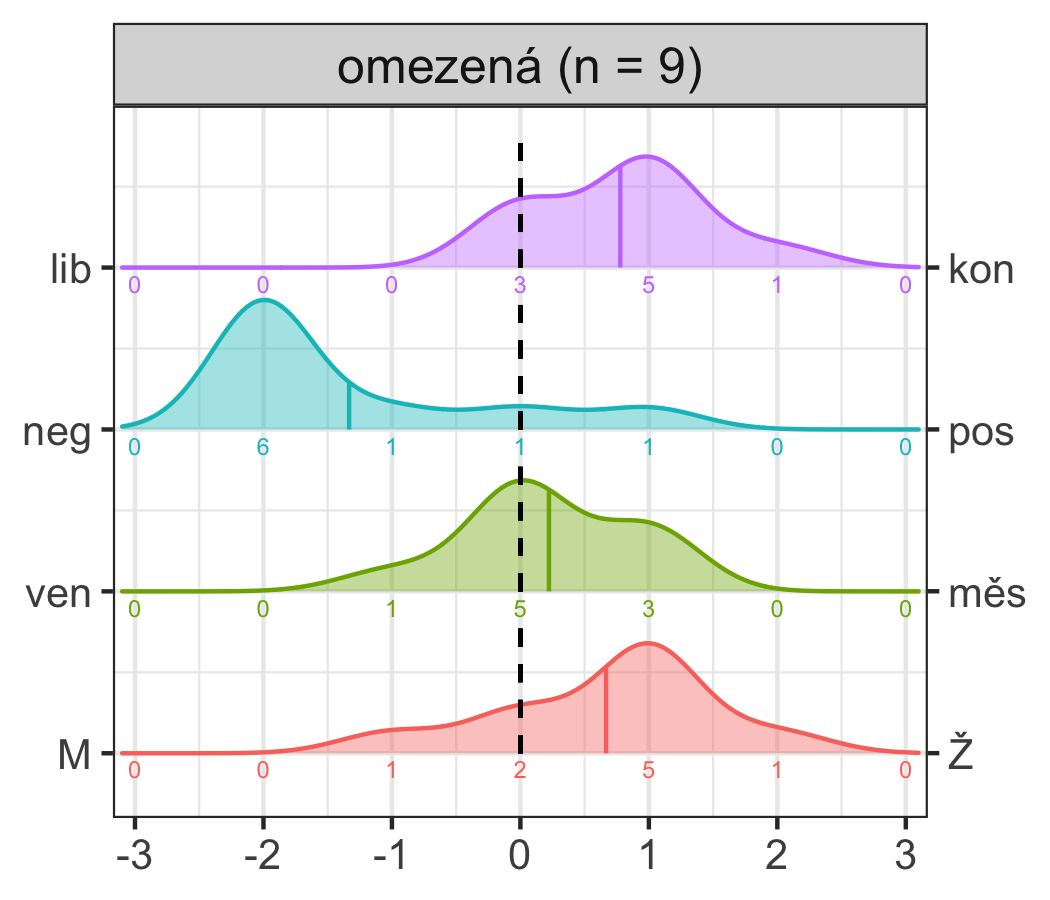 omezená (n = 9)
lib kon
0 0 0 3 5 1 0
neg pos
0 6 1 1 1 0 0
ven měs
0 0 1 5 3 0 0
M Ž
0 0 1 2 5 1 0
-3 -2 -1 0 1 2 3